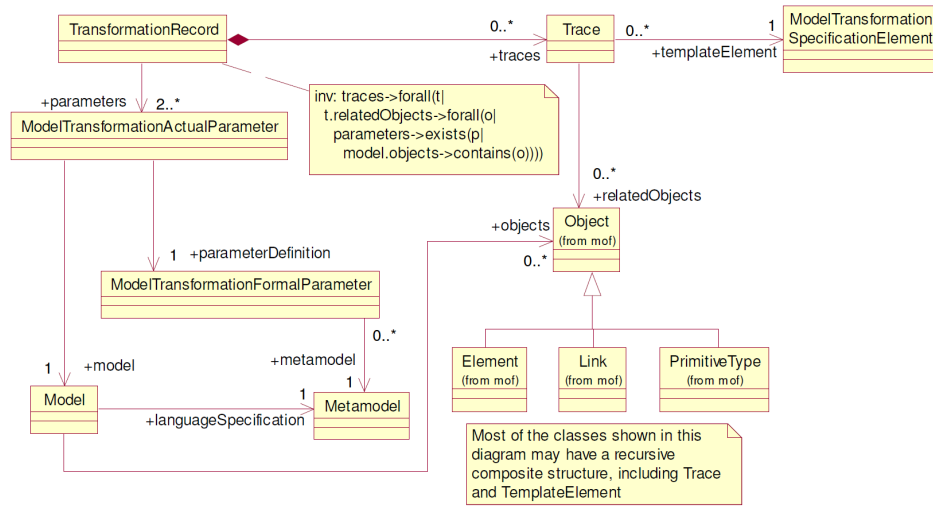 TransformationRecord
0..*
+traces
Trace
0..*
1
+templateElement
ModelTransformation
SpecificationElement
+parameters
2..*
inv: traces->forall(t|
t.relatedObjects->forall(o|
parameters->exists(p|
model.objects->contains(o))))
ModelTransformationActualParameter
0..*
+relatedObjects
+objects
0..*
Object
(from mof)
1
+parameterDefinition
ModelTransformationFormalParameter
0..*
+metamodel
1
1
+model
Model
1
+languageSpecification
Metamodel
Element
(from mof)
Link
(from mof)
PrimitiveType
(from mof)
Most of the classes shown in this
diagram may have a recursive
composite structure, including Trace
and TemplateElement